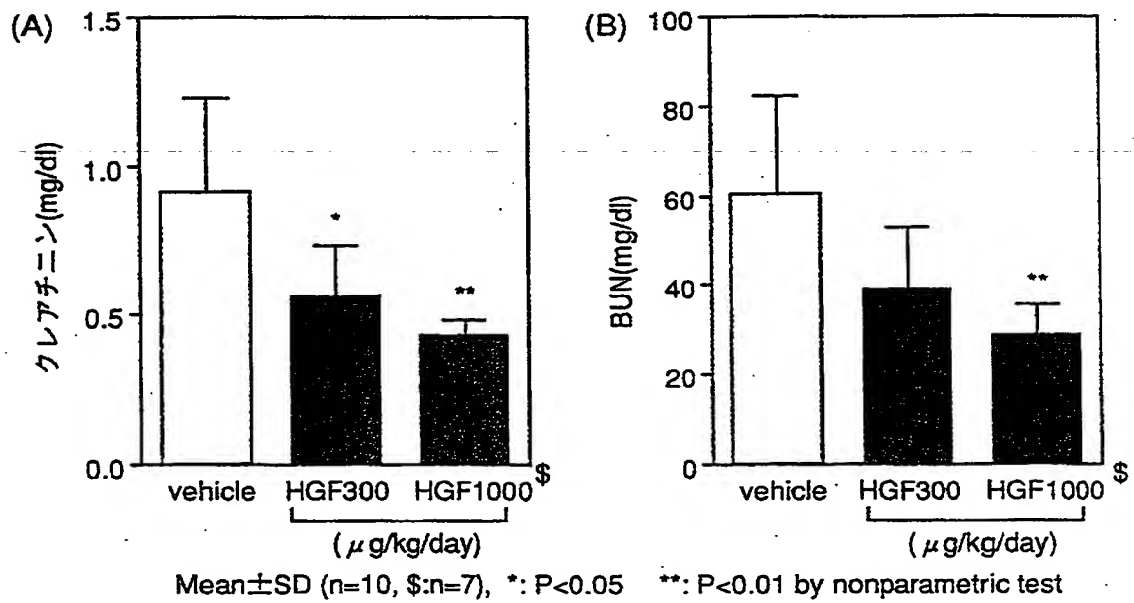 (A)
クレアチニン(mg/dl)
1.5
1.0
0.5
0.0
*
**
vehicle HGF300 HGF1000 $
(μg/kg/day)
(B)
BUN(mg/dl)
100
80
60
40
20
0
**
vehicle HGF300 HGF1000 $
(μg/kg/day)
Mean±SD (n=10, $:n=7), *: P<0.05 **: P<0.01 by nonparametric test